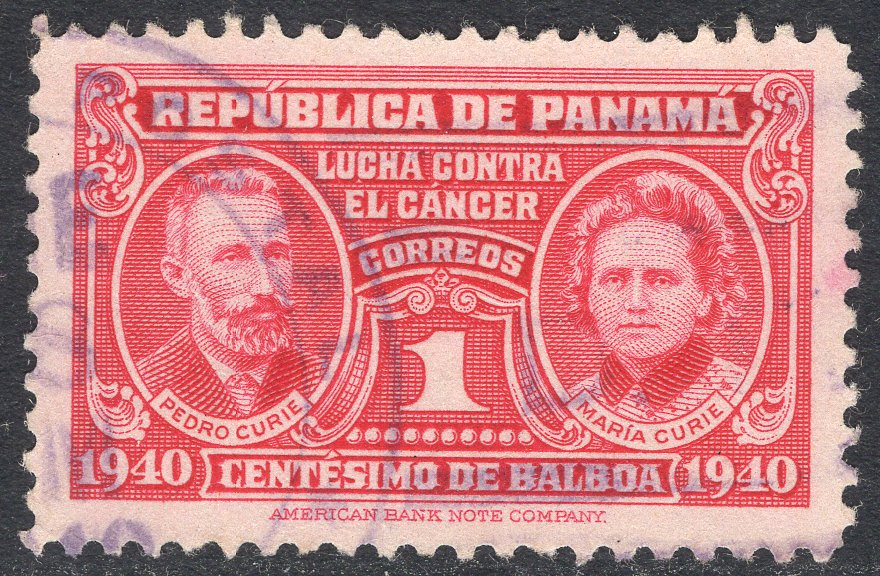 REPÚBLICA DE PANAMÁ
LUCHA CONTRA
EL CÁNCER
CORREOS
1
PEDRO CURIE
MARÍA CURIE
1940 CENTÉSIMO DE BALBOA 1940
AMERICAN BANK NOTE COMPANY.